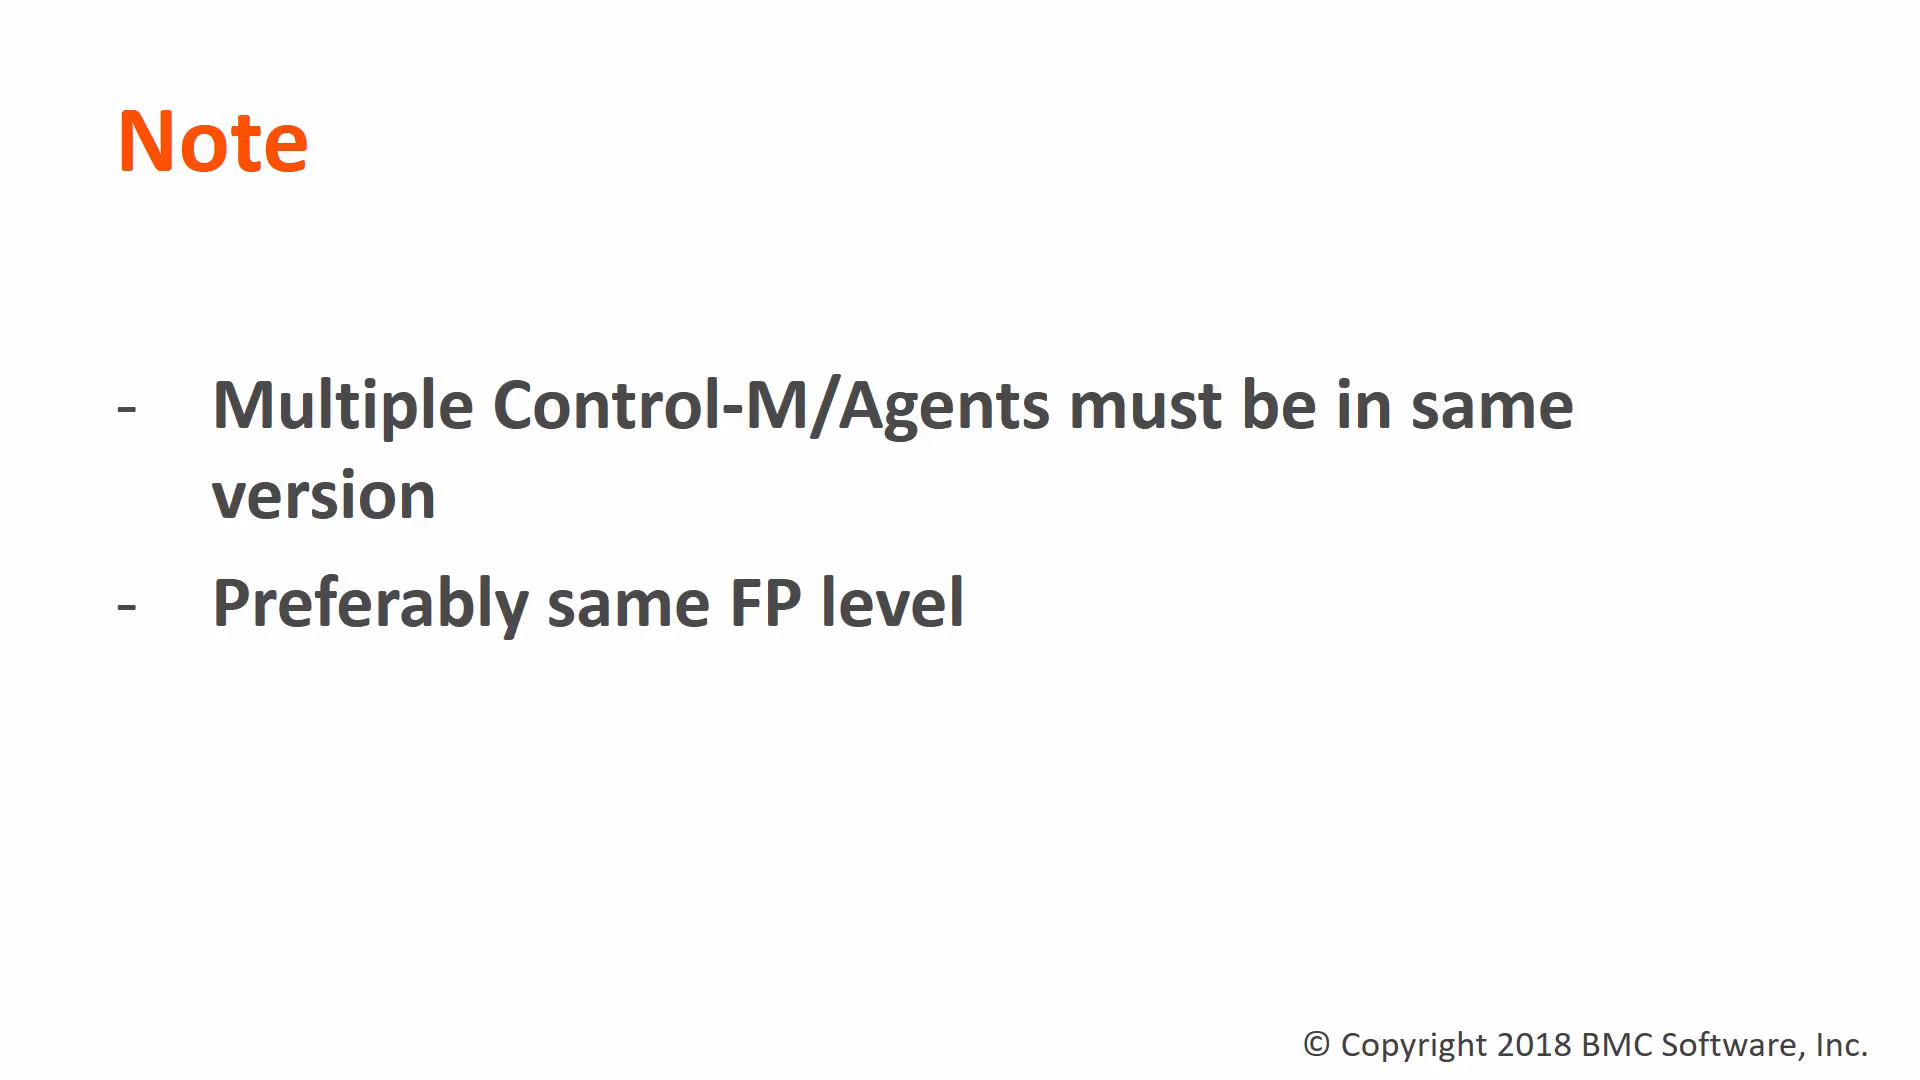 Note
- Multiple Control-M/Agents must be in same
version
- Preferably same FP level
© Copyright 2018 BMC Software, Inc.